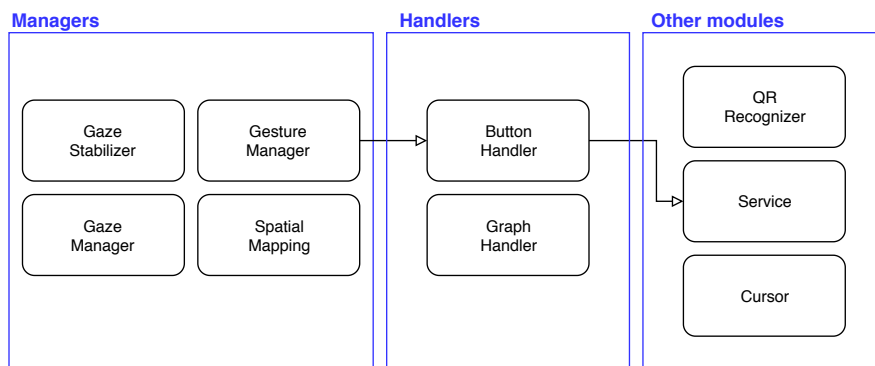 Managers
Gaze
Stabilizer
Gesture
Manager
Gaze
Manager
Spatial
Mapping
Handlers
Button
Handler
Graph
Handler
Other modules
QR
Recognizer
Service
Cursor